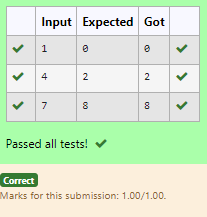 Input Expected Got
✔ 1 0 0 ✔
✔ 4 2 2 ✔
✔ 7 8 8 ✔
Passed all tests! ✔
Correct
Marks for this submission: 1.00/1.00.